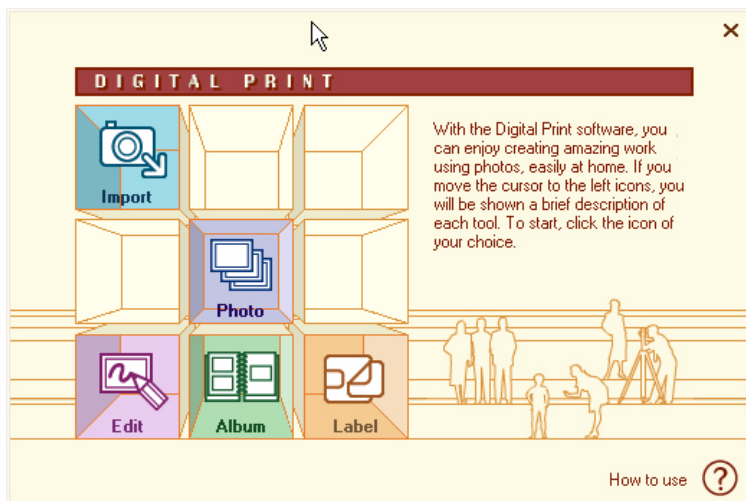 DIGITAL PRINT
Import
With the Digital Print software, you
can enjoy creating amazing work
using photos, easily at home. If you
move the cursor to the left icons, you
will be shown a brief description of
each tool. To start, click the icon of
your choice.
Photo
Edit
Album
Label
How to use ?